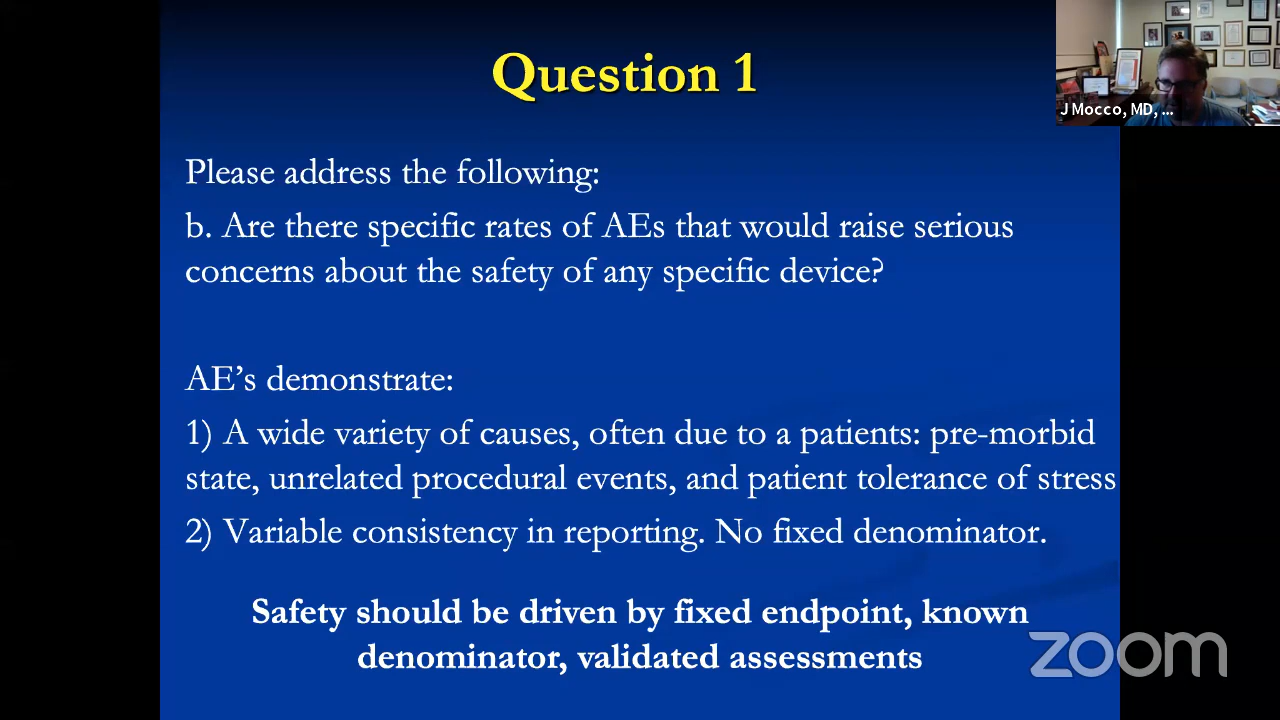 Question 1
J Mocco, MD, ...
Please address the following:
b. Are there specific rates of AEs that would raise serious
concerns about the safety of any specific device?
AE’s demonstrate:
1) A wide variety of causes, often due to a patients: pre-morbid
state, unrelated procedural events, and patient tolerance of stress
2) Variable consistency in reporting. No fixed denominator.
Safety should be driven by fixed endpoint, known
denominator, validated assessments
zoom